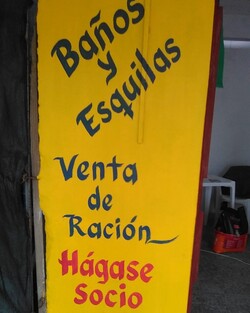 Baños
y
Esquilas
Venta
de
Ración
Hágase
Socio